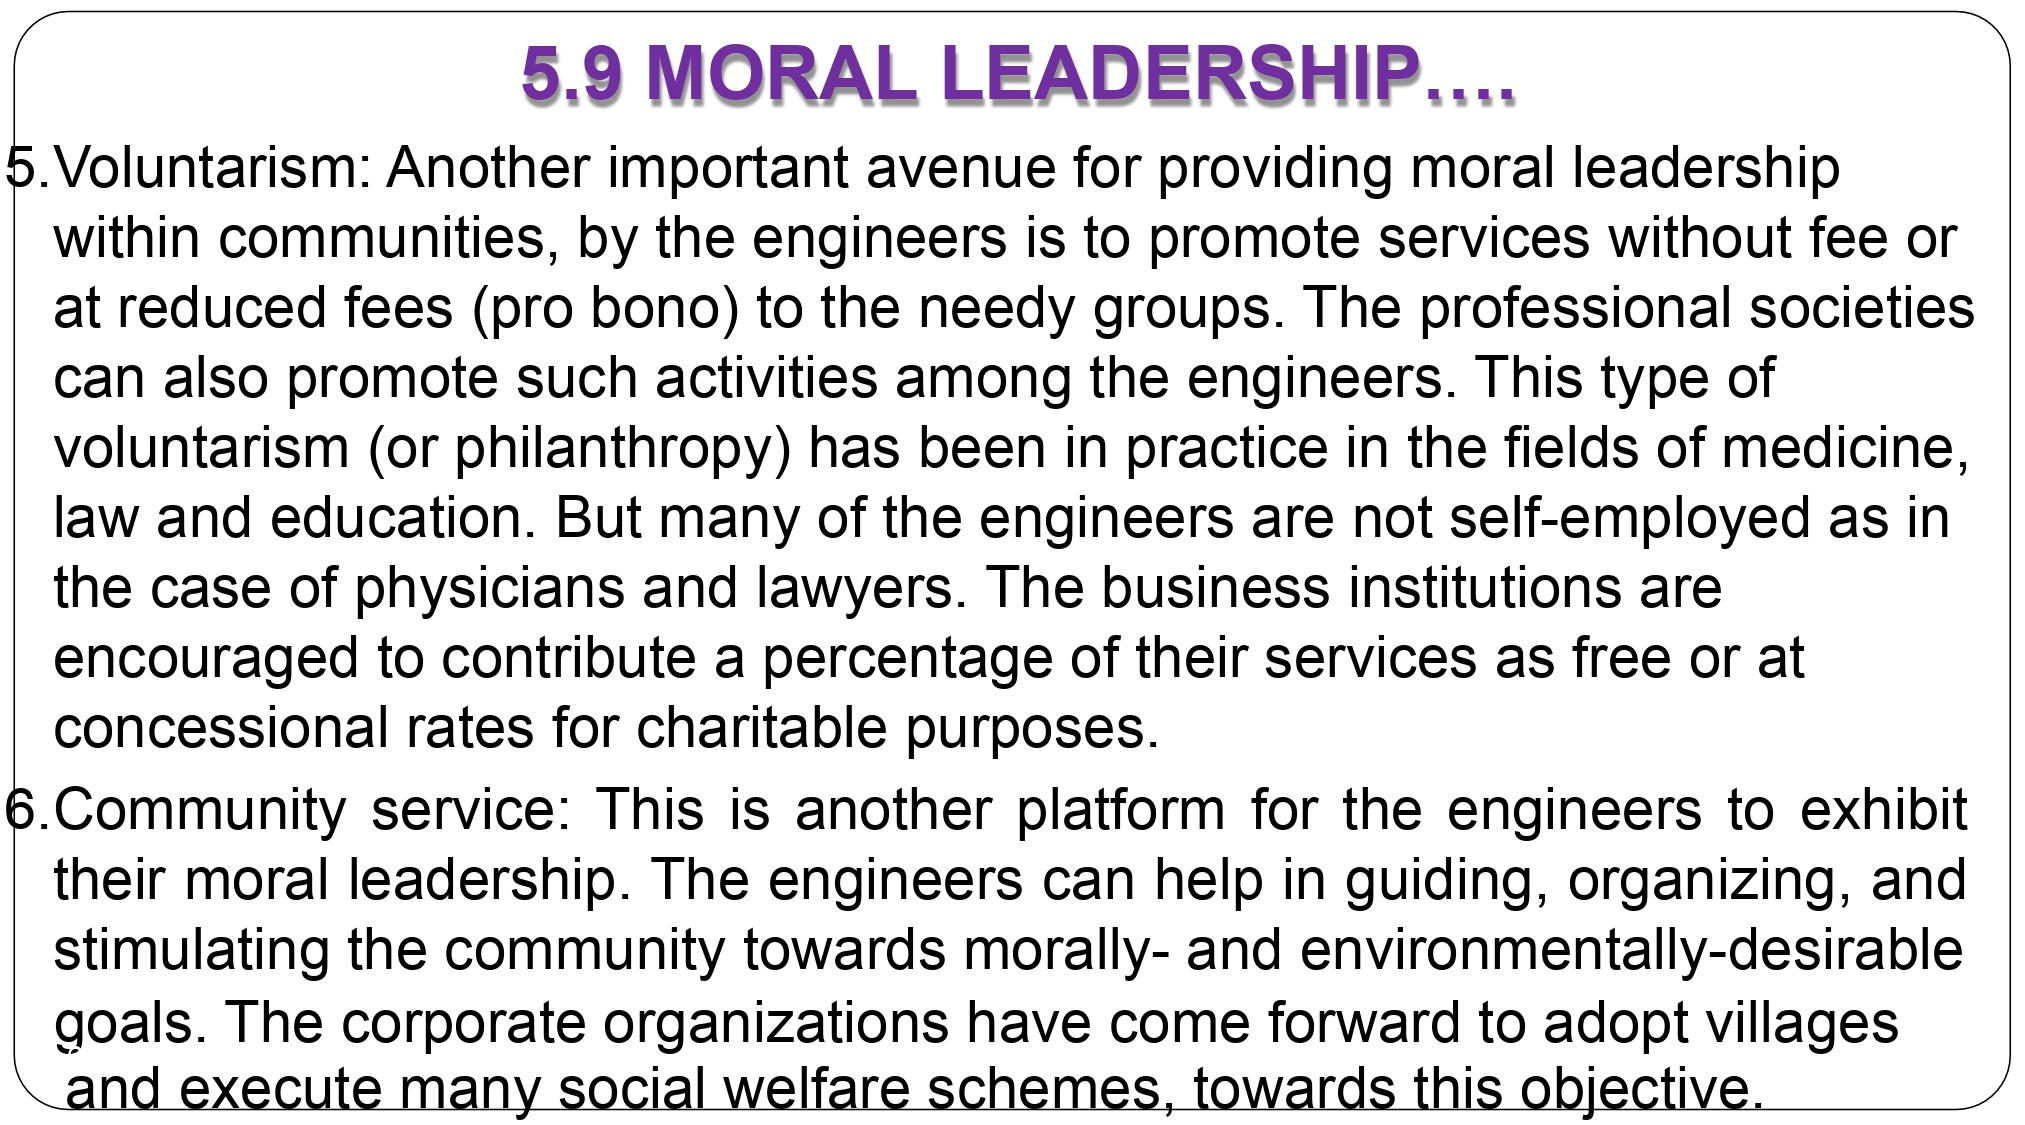 5.9 MORAL LEADERSHIP....
5.Voluntarism: Another important avenue for providing moral leadership
within communities, by the engineers is to promote services without fee or
at reduced fees (pro bono) to the needy groups. The professional societies
can also promote such activities among the engineers. This type of
voluntarism (or philanthropy) has been in practice in the fields of medicine,
law and education. But many of the engineers are not self-employed as in
the case of physicians and lawyers. The business institutions are
encouraged to contribute a percentage of their services as free or at
concessional rates for charitable purposes.
6.Community service: This is another platform for the engineers to exhibit
their moral leadership. The engineers can help in guiding, organizing, and
stimulating the community towards morally- and environmentally-desirable
goals. The corporate organizations have come forward to adopt villages
and execute many social welfare schemes, towards this objective.